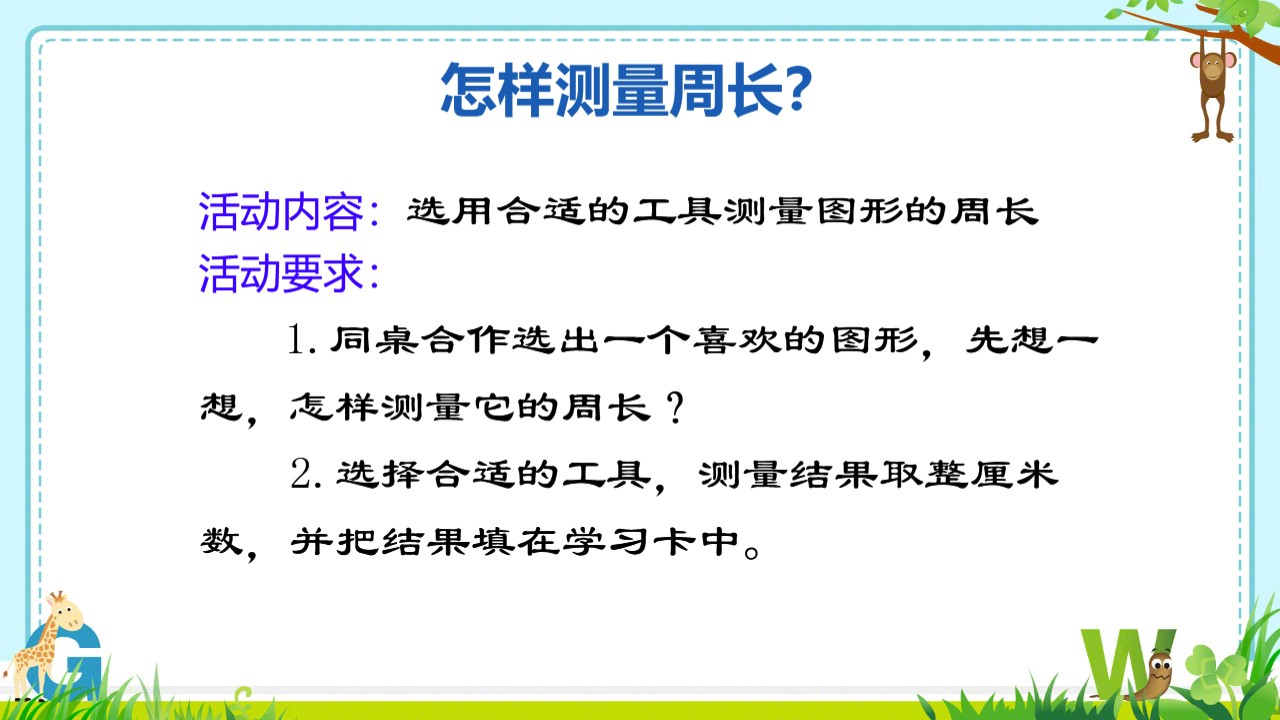 怎样测量周长?
活动内容：选用合适的工具测量图形的周长
活动要求：
1.同桌合作选出一个喜欢的图形，先想一
想，怎样测量它的周长？
2.选择合适的工具，测量结果取整厘米
数，并把结果填在学习卡中。
G
W